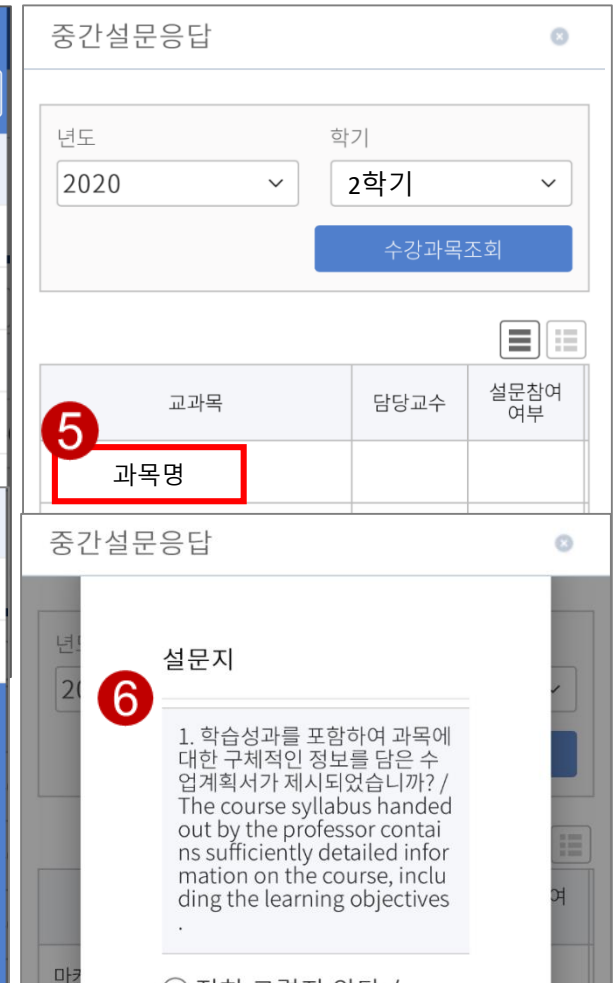 중간설문응답
년도
학기
2020
2학기
수강과목조회
교과목
담당교수
설문참여
여부
5
과목명
중간설문응답
년
20
설문지
6
1. 학습성과를 포함하여 과목에
대한 구체적인 정보를 담은 수
업계획서가 제시되었습니까? /
The course syllabus handed
out by the professor contai
ns sufficiently detailed infor
mation on the course, inclu
ding the learning objectives
.
여